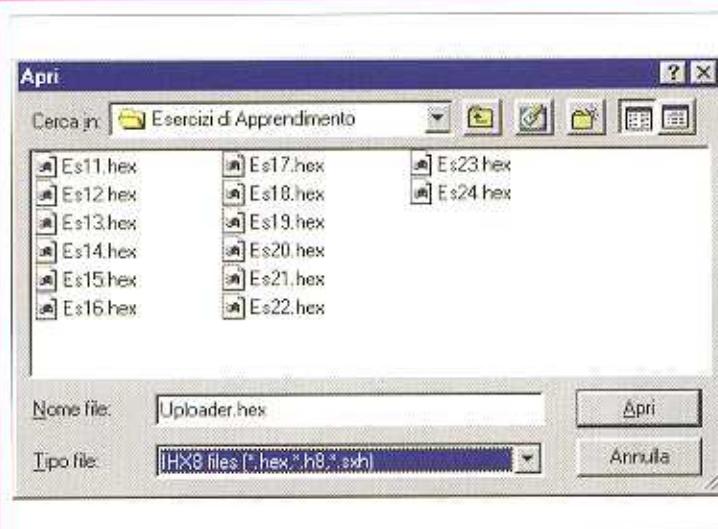 Apri
Cerca in: Esercizi di Apprendimento
Es11.hex Es17.hex Es23.hex
Es12.hex Es18.hex Es24.hex
Es13.hex Es19.hex
Es14.hex Es20.hex
Es15.hex Es21.hex
Es16.hex Es22.hex
Nome file: Uploader.hex Apri
Tipo file: IHX8 files (*.hex,*.h8,*.sxh) Annulla